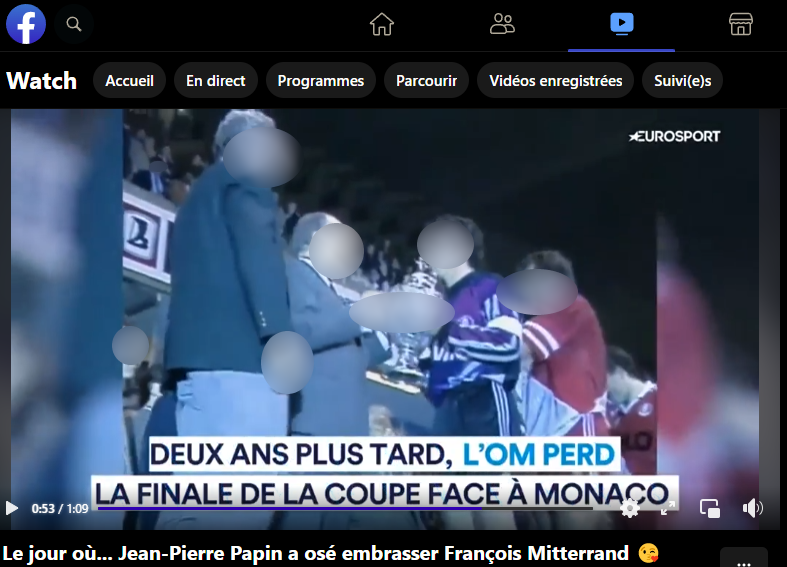 Watch
Accueil
En direct
Programmes
Parcourir
Vidéos enregistrées
Suivi(e)s
EUROSPORT
DEUX ANS PLUS TARD, L'OM PERD
LA FINALE DE LA COUPE FACE À MONACO
0:53 / 1:09
Le jour où... Jean-Pierre Papin a osé embrasser François Mitterrand 😘